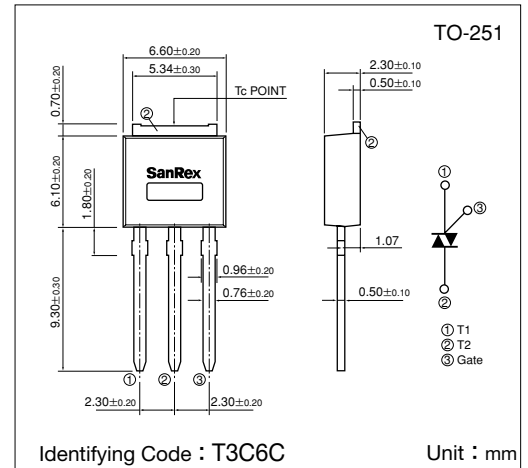 TO-251
6.60±0.20
5.34±0.30
2.30±0.10
0.50±0.10
0.70±0.20
②
Tc POINT
②
6.10±0.20
SanRex
1.80±0.20
①
③
②
1.07
9.30±0.30
0.96±0.20
0.76±0.20
0.50±0.10
① T1
② T2
③ Gate
① ② ③
2.30±0.20 2.30±0.20
Identifying Code：T3C6C Unit：mm